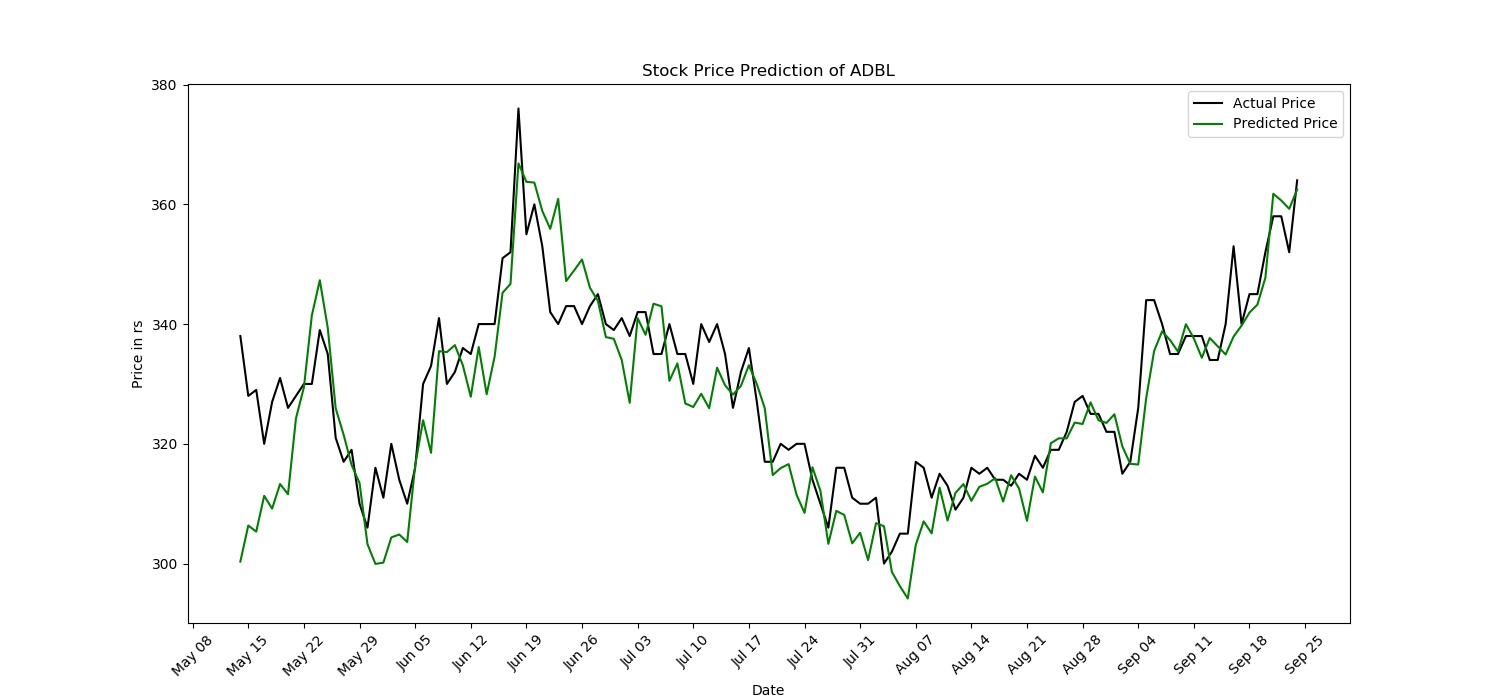 Stock Price Prediction of ADBL
Actual Price
Predicted Price
Price in rs
380
360
340
320
300
May 08
May 15
May 22
May 29
Jun 05
Jun 12
Jun 19
Jun 26
Jul 03
Jul 10
Jul 17
Jul 24
Jul 31
Aug 07
Aug 14
Aug 21
Aug 28
Sep 04
Sep 11
Sep 18
Sep 25
Date